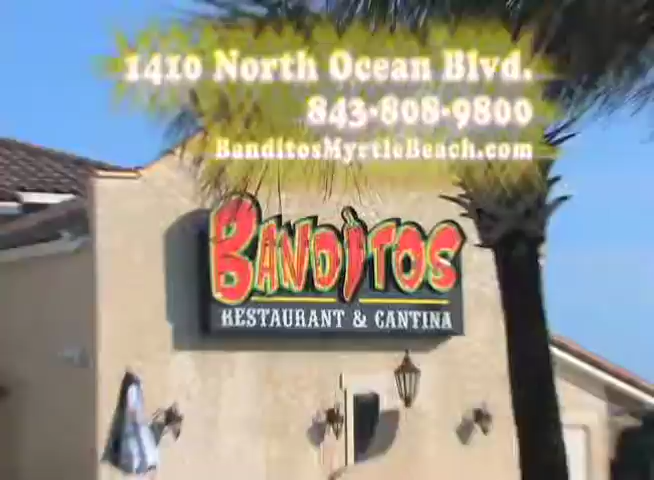 1410 North Ocean Blvd.
843-808-9800
BanditosMyrtleBeach.com
BANDITOS
RESTAURANT & CANTINA